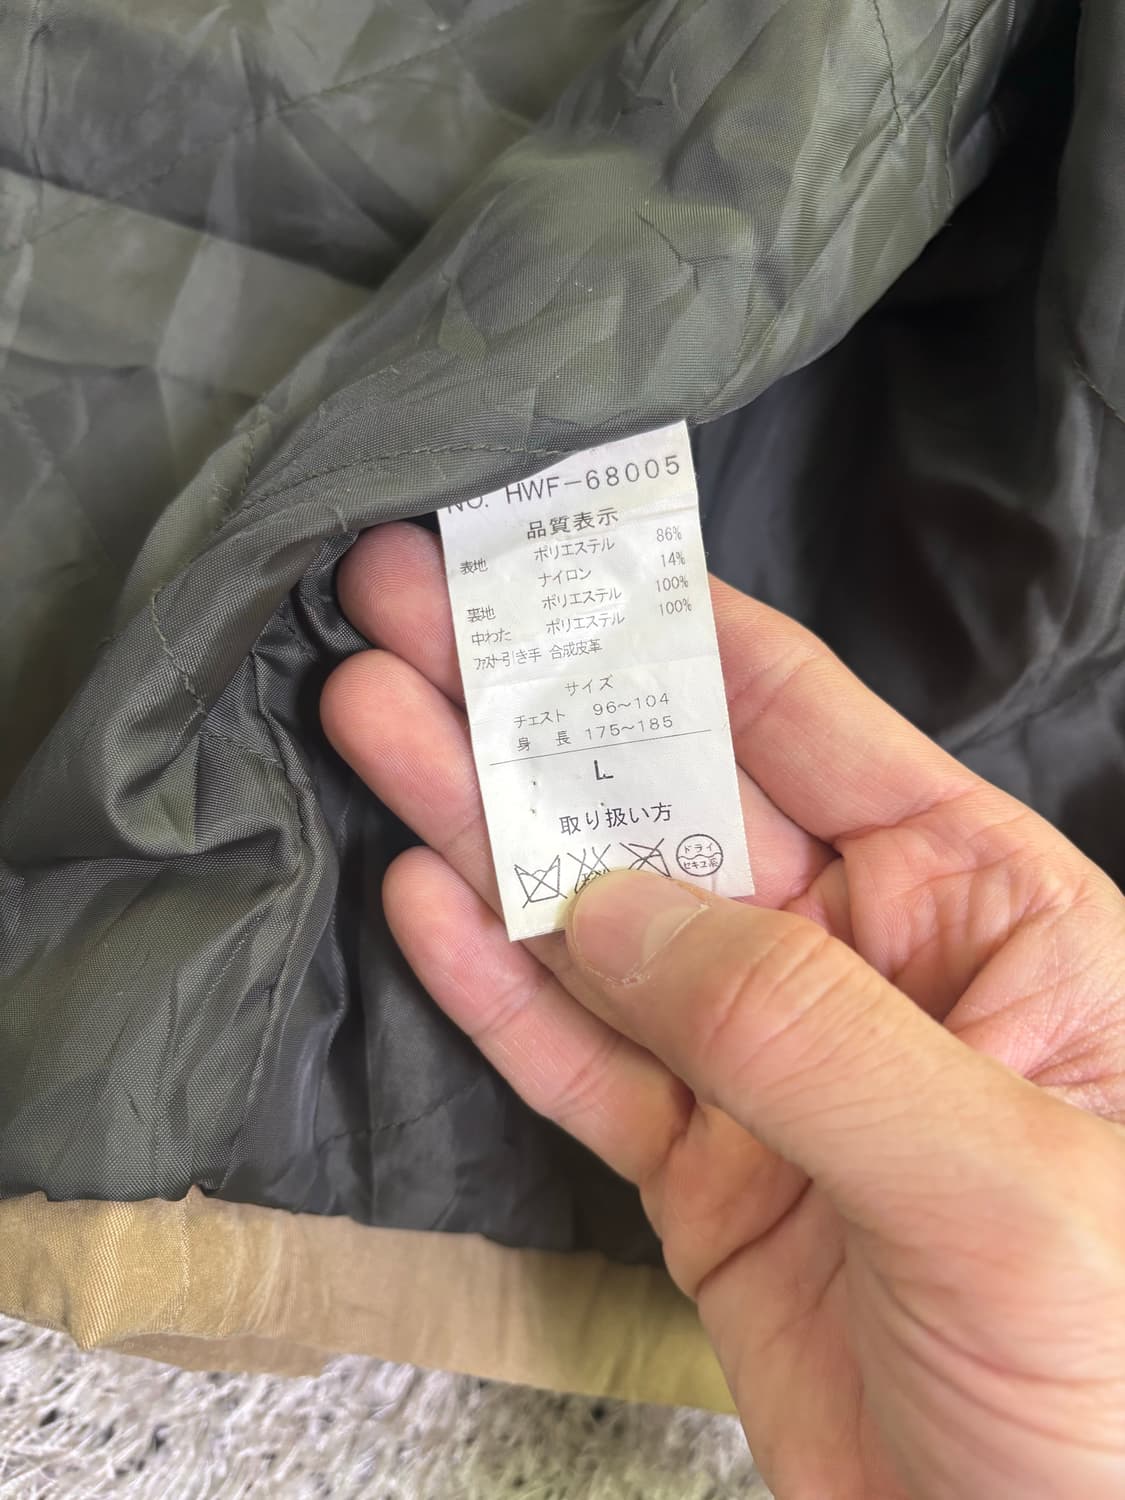 NO. HWF-68005
品質表示
表地 ポリエステル 86%
ナイロン 14%
裏地 ポリエステル 100%
中わた ポリエステル 100%
ファスト引き手 合成皮革
サイズ
チェスト 96～104
身 長 175～185
L
取り扱い方
ドライ
セキユ系